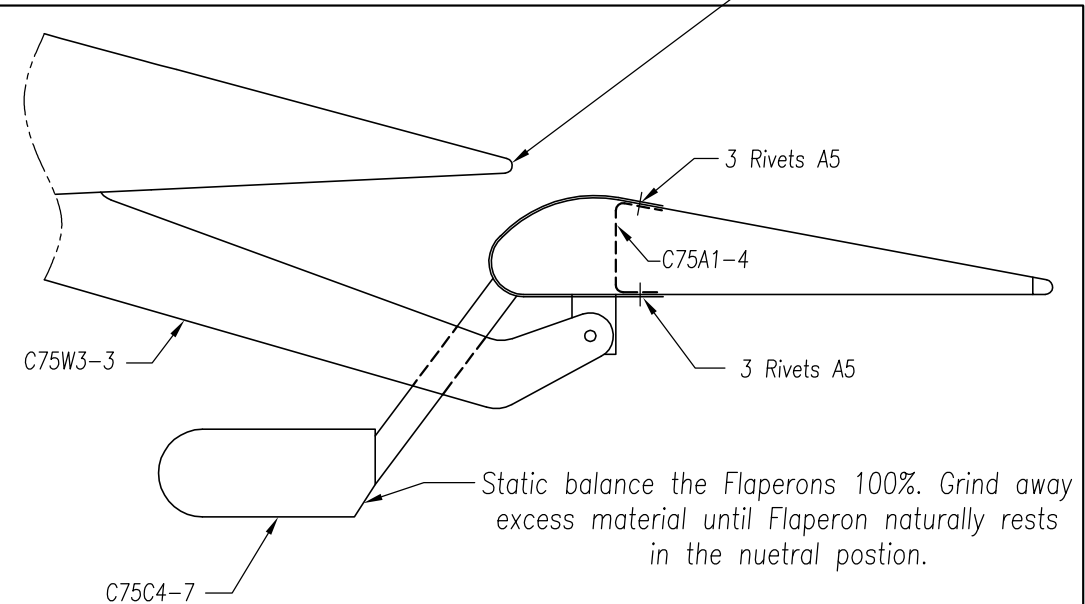 3 Rivets A5
C75A1-4
C75W3-3
3 Rivets A5
Static balance the Flaperons 100%. Grind away
excess material until Flaperon naturally rests
in the nuetral postion.
C75C4-7